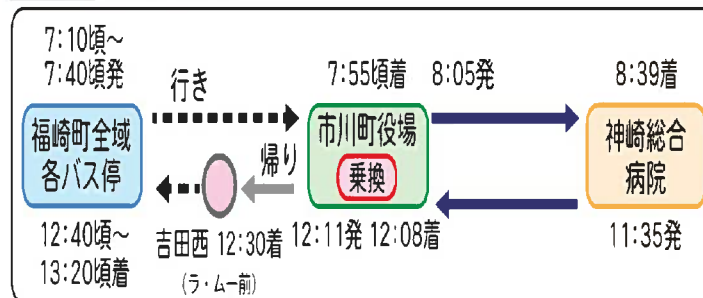 7:10頃~
7:40頃発
行き
7:55頃着 8:05発
8:39着
福崎町全域
各バス停
市川町役場
乗換
神崎総合
病院
帰り
12:40頃~
13:20頃着
吉田西 12:30着
(ラ・ムー前)
12:11発 12:08着
11:35発